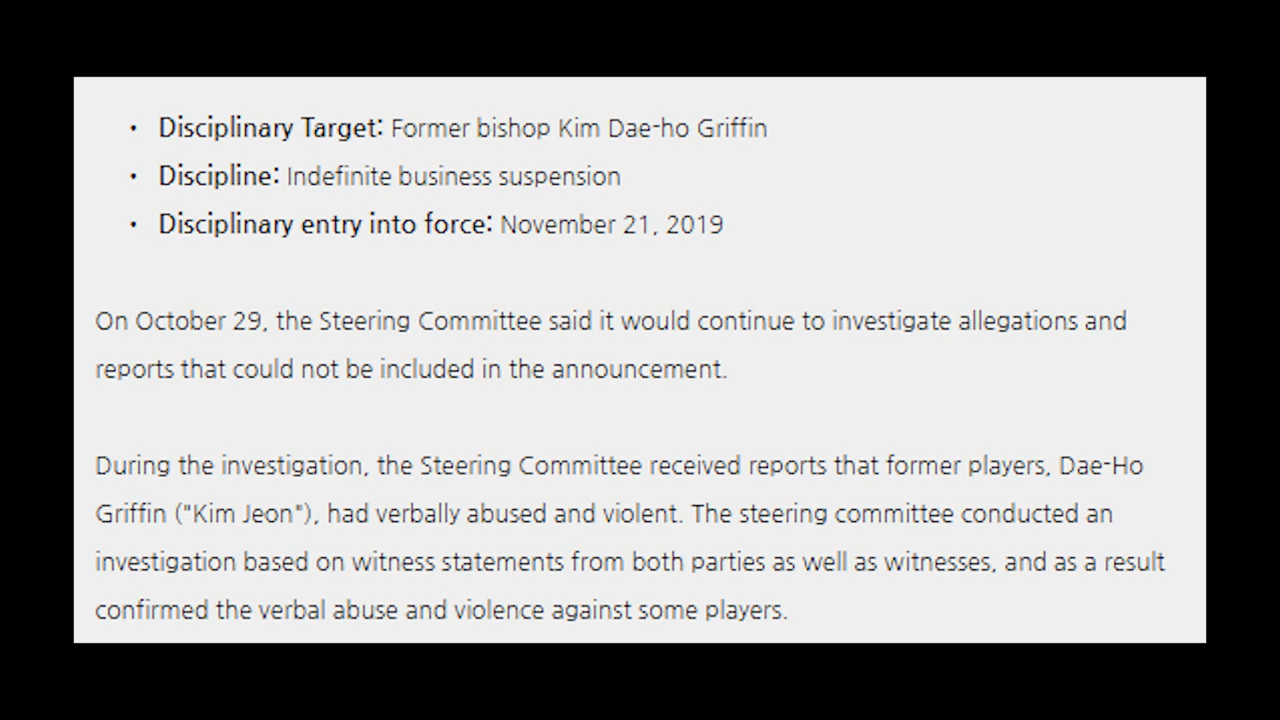 • Disciplinary Target: Former bishop Kim Dae-ho Griffin
• Discipline: Indefinite business suspension
• Disciplinary entry into force: November 21, 2019
On October 29, the Steering Committee said it would continue to investigate allegations and
reports that could not be included in the announcement.
During the investigation, the Steering Committee received reports that former players, Dae-Ho
Griffin ("Kim Jeon"), had verbally abused and violent. The steering committee conducted an
investigation based on witness statements from both parties as well as witnesses, and as a result
confirmed the verbal abuse and violence against some players.